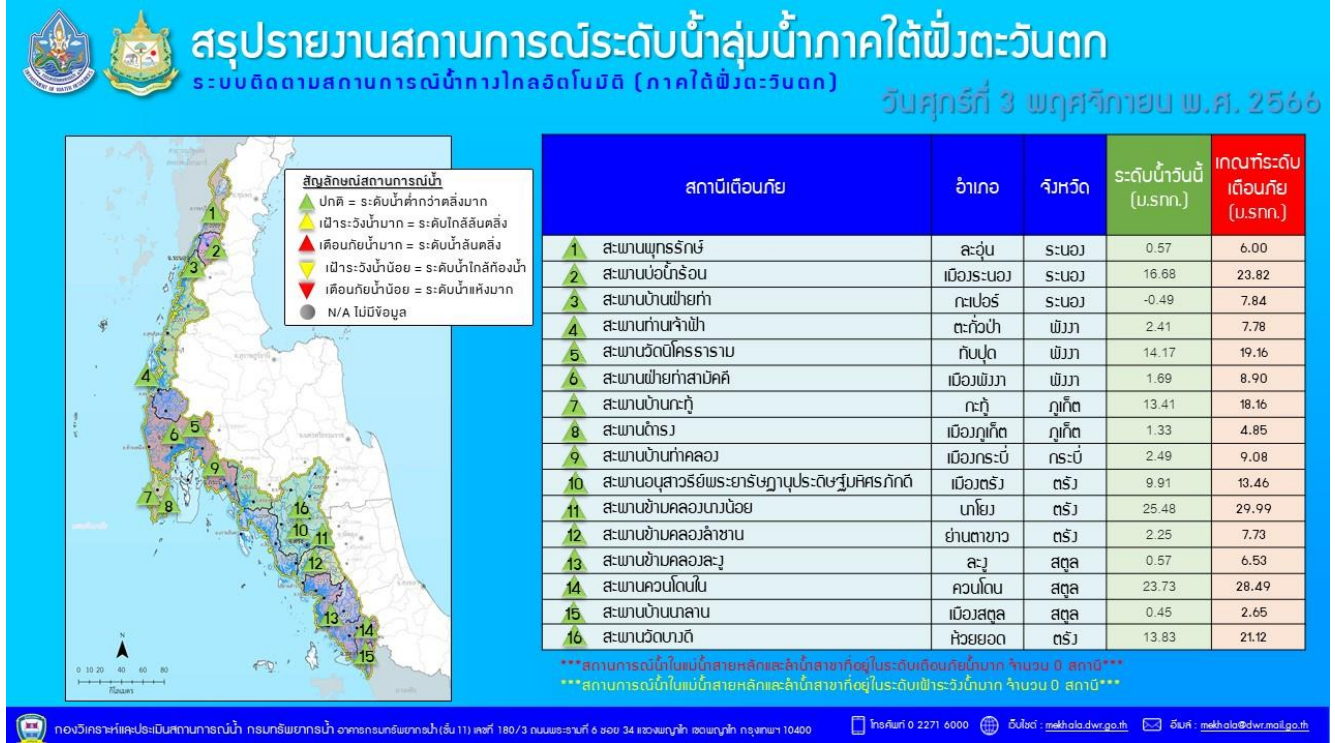 สรุปรายงานสถานการณ์ระดับน้ำลุ่มน้ำภาคใต้ฝั่งตะวันตก
ระบบติดตามสถานการณ์น้ำทางไกลอัตโนมัติ (ภาคใต้ฝั่งตะวันตก)
วันศุกร์ที่ 3 พฤศจิกายน พ.ศ. 2566
สัญลักษณ์สถานการณ์น้ำ
ปกติ = ระดับน้ำต่ำกว่าตลิ่งมาก
เฝ้าระวังน้ำมาก = ระดับใกล้ล้นตลิ่ง
เตือนภัยน้ำมาก = ระดับน้ำล้นตลิ่ง
เฝ้าระวังน้ำน้อย = ระดับน้ำใกล้ท้องน้ำ
เตือนภัยน้ำน้อย = ระดับน้ำแห้งมาก
N/A ไม่มีข้อมูล
1
2
3
4
5
6
7
8
9
16
10
11
12
13
14
15
N
0 10 20 40 60 80
กิโลเมตร
สถานีเตือนภัย อำเภอ จังหวัด ระดับน้ำวันนี้ (ม.รทก.) เกณฑ์ระดับเตือนภัย (ม.รทก.)
1 สะพานพุทธรักษ์ ละอุ่น ระนอง 0.57 6.00
2 สะพานบ่อน้ำร้อน เมืองระนอง ระนอง 16.68 23.82
3 สะพานบ้านฝ่ายท่า กะเปอร์ ระนอง -0.49 7.84
4 สะพานท่านเจ้าฟ้า ตะกั่วป่า พังงา 2.41 7.78
5 สะพานวัดนิโครธาราม ทับปุด พังงา 14.17 19.16
6 สะพานฝ่ายท่าสามัคคี เมืองพังงา พังงา 1.69 8.90
7 สะพานบ้านกะทู้ กะทู้ ภูเก็ต 13.41 18.16
8 สะพานดำรง เมืองภูเก็ต ภูเก็ต 1.33 4.85
9 สะพานบ้านท่าคลอง เมืองกระบี่ กระบี่ 2.49 9.08
10 สะพานอนุสาวรีย์พระยารัษฎานุประดิษฐ์มหิศรภักดี เมืองตรัง ตรัง 9.91 13.46
11 สะพานข้ามคลองนางน้อย นาโยง ตรัง 25.48 29.99
12 สะพานข้ามคลองลำชาน ย่านตาขาว ตรัง 2.25 7.73
13 สะพานข้ามคลองละงู ละงู สตูล 0.57 6.53
14 สะพานควนโดนใน ควนโดน สตูล 23.73 28.49
15 สะพานบ้านนาลาน เมืองสตูล สตูล 0.45 2.65
16 สะพานวัดบางดี ห้วยยอด ตรัง 13.83 21.12
***สถานการณ์น้ำในแม่น้ำสายหลักและลำน้ำสาขาที่อยู่ในระดับเตือนภัยน้ำมาก จำนวน 0 สถานี***
***สถานการณ์น้ำในแม่น้ำสายหลักและลำน้ำสาขาที่อยู่ในระดับเฝ้าระวังน้ำมาก จำนวน 0 สถานี***
กองวิเคราะห์และประเมินสถานการณ์น้ำ กรมทรัพยากรน้ำ อาคารกรมทรัพยากรน้ำ (ชั้น 11) เลขที่ 180/3 ถนนพระรามที่ 6 ซอย 34 แขวงพญาไท เขตพญาไท กรุงเทพฯ 10400 โทรศัพท์ 0 2271 6000 เว็บไซต์ : mekhala.dwr.go.th อีเมล์ : mekhala@dwr.mail.go.th